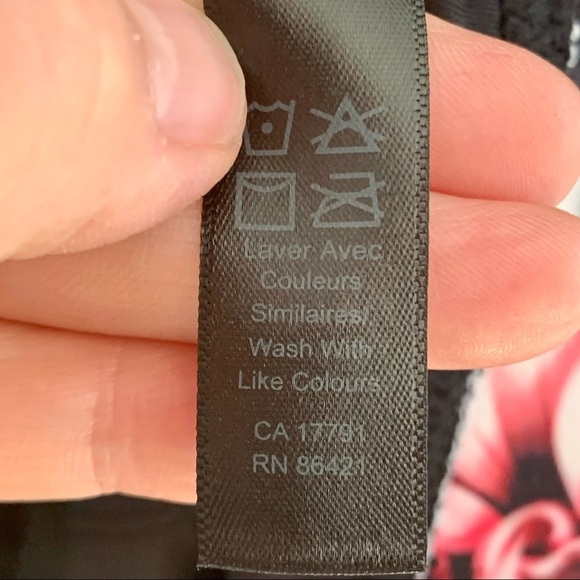 Laver Avec
Couleurs
Similaires/
Wash With
Like Colours
CA 17791
RN 86421